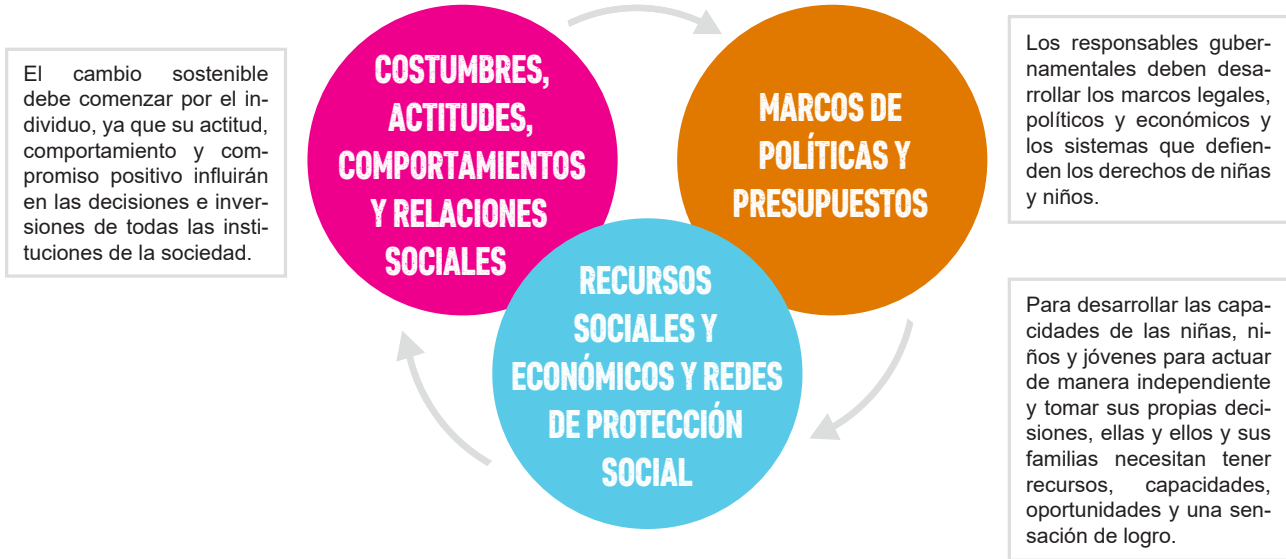 El cambio sostenible
debe comenzar por el in-
dividuo, ya que su actitud,
comportamiento y com-
promiso positivo influirán
en las decisiones e inver-
siones de todas las insti-
tuciones de la sociedad.
COSTUMBRES,
ACTITUDES,
COMPORTAMIENTOS
Y RELACIONES
SOCIALES
MARCOS DE
POLÍTICAS Y
PRESUPUESTOS
Los responsables guber-
namentales deben desa-
rrollar los marcos legales,
políticos y económicos y
los sistemas que defien-
den los derechos de niñas
y niños.
RECURSOS
SOCIALES Y
ECONÓMICOS Y REDES
DE PROTECCIÓN
SOCIAL
Para desarrollar las capa-
cidades de las niñas, ni-
ños y jóvenes para actuar
de manera independiente
y tomar sus propias deci-
siones, ellas y ellos y sus
familias necesitan tener
recursos, capacidades,
oportunidades y una sen-
sación de logro.